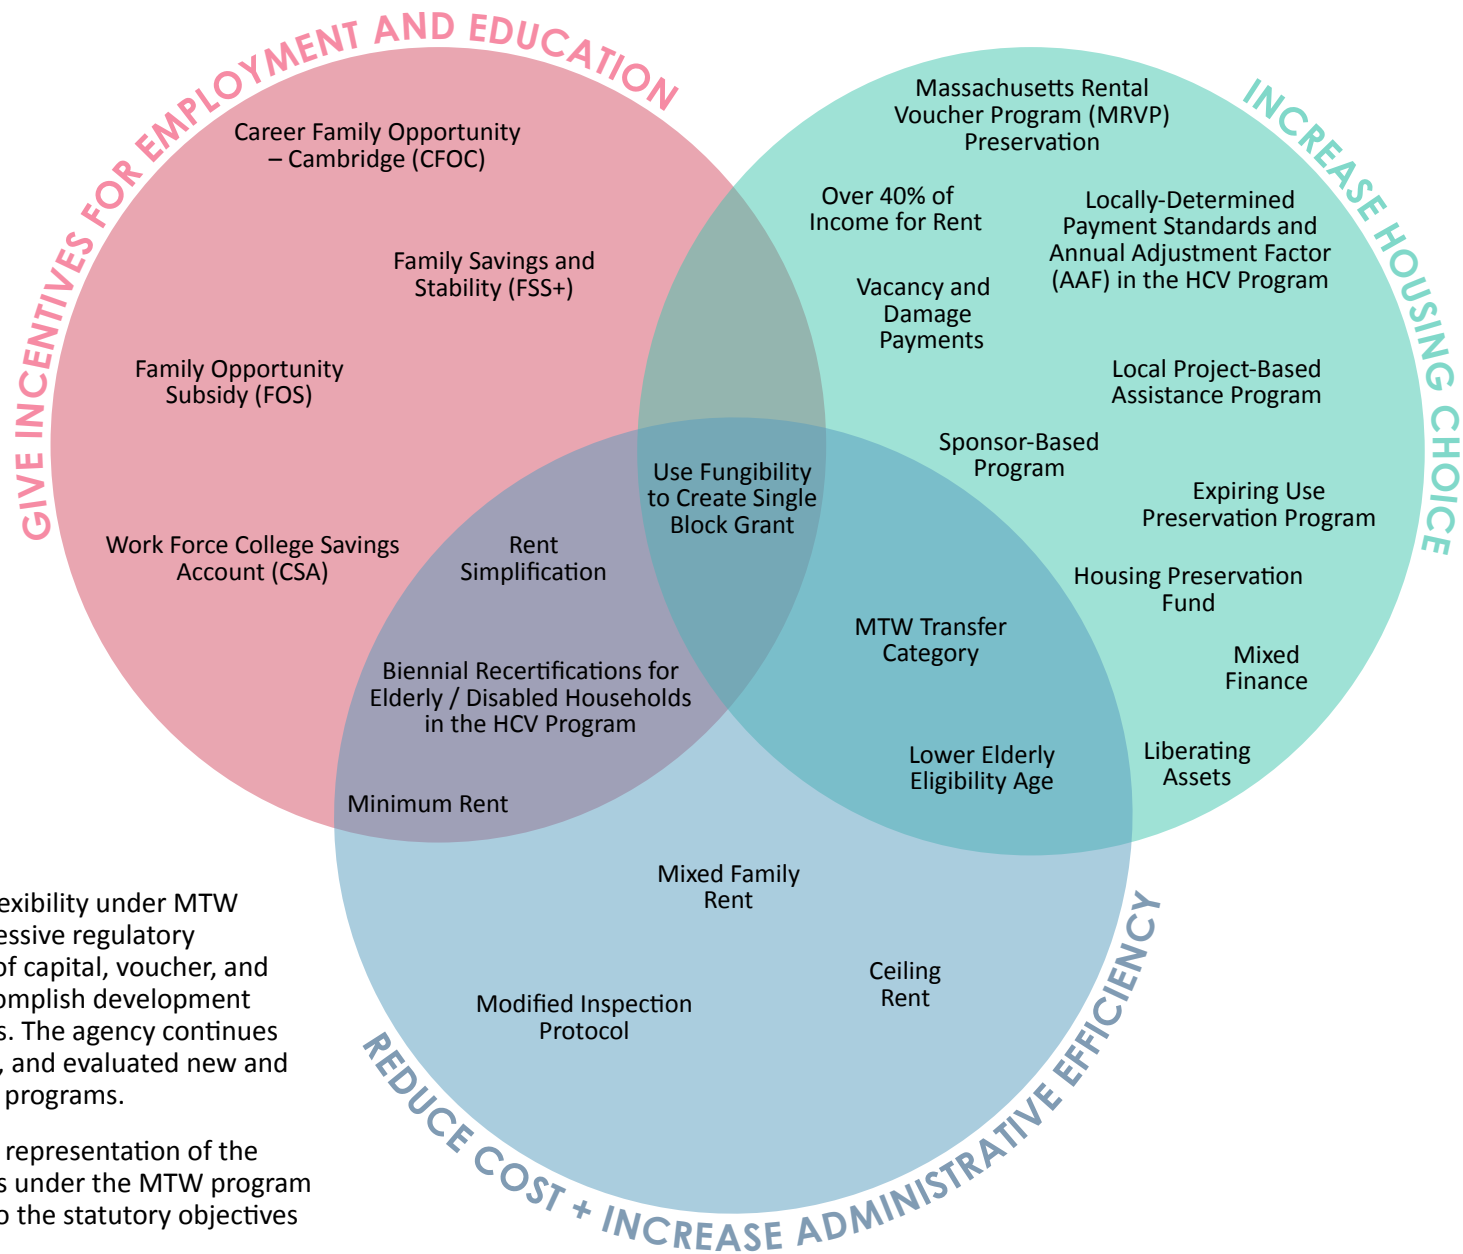 GIVE INCENTIVES FOR EMPLOYMENT AND EDUCATION
Career Family Opportunity
– Cambridge (CFOC)
Family Savings and
Stability (FSS+)
Family Opportunity
Subsidy (FOS)
Work Force College Savings
Account (CSA)
INCREASE HOUSING CHOICE
Massachusetts Rental
Voucher Program (MRVP)
Preservation
Over 40% of
Income for Rent
Locally-Determined
Payment Standards and
Annual Adjustment Factor
(AAF) in the HCV Program
Vacancy and
Damage
Payments
Local Project-Based
Assistance Program
Sponsor-Based
Program
Expiring Use
Preservation Program
Housing Preservation
Fund
Mixed
Finance
Liberating
Assets
Use Fungibility
to Create Single
Block Grant
Rent
Simplification
Biennial Recertifications for
Elderly / Disabled Households
in the HCV Program
Minimum Rent
MTW Transfer
Category
Lower Elderly
Eligibility Age
Mixed Family
Rent
Ceiling
Rent
Modified Inspection
Protocol
REDUCE COST + INCREASE ADMINISTRATIVE EFFICIENCY
exibility under MTW
essive regulatory
of capital, voucher, and
omplish development
s. The agency continues
, and evaluated new and
programs.
representation of the
s under the MTW program
o the statutory objectives